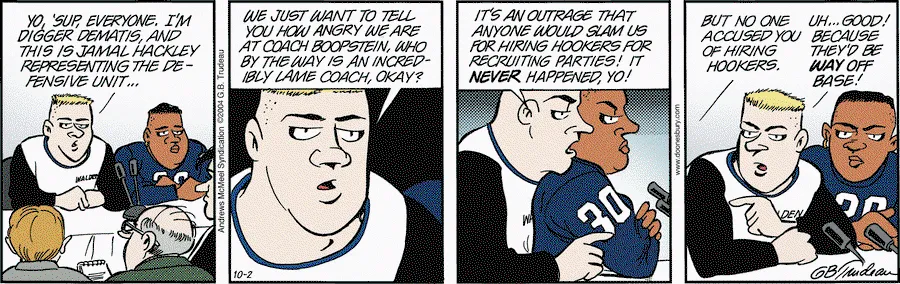 YO, 'SUP, EVERYONE. I'M
DIGGER DEMATIS, AND
THIS IS JAMAL HACKLEY
REPRESENTING THE DE-
FENSIVE UNIT...
WALDEN
Andrews McMeel Syndication ©2004 G.B. Trudeau
WE JUST WANT TO TELL
YOU HOW ANGRY WE ARE
AT COACH BOOPSTEIN, WHO
BY THE WAY IS AN INCRED-
IBLY LAME COACH, OKAY?
10-2
IT'S AN OUTRAGE THAT
ANYONE WOULD SLAM US
FOR HIRING HOOKERS FOR
RECRUITING PARTIES! IT
NEVER HAPPENED, YO!
WA
30
www.doonesbury.com
BUT NO ONE
ACCUSED YOU
OF HIRING
HOOKERS.
UH...GOOD!
BECAUSE
THEY'D BE
WAY OFF
BASE!
DEN
GBTrudeau